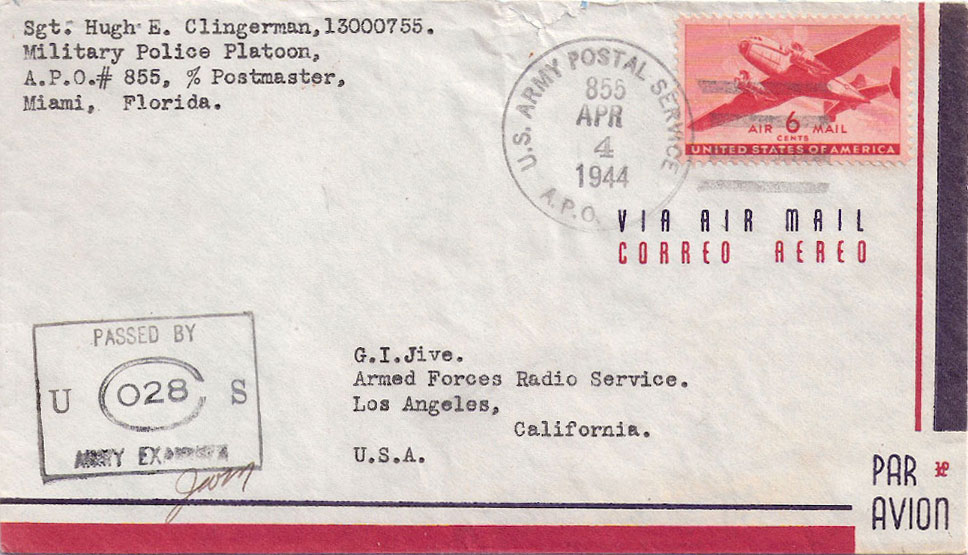 Sgt. Hugh E. Clingerman,13000755.
Military Police Platoon,
A.P.O.# 855, % Postmaster,
Miami, Florida.
U.S. ARMY POSTAL SERVICE
855
APR
4
1944
A.P.O.
AIR 6 MAIL
CENTS
UNITED STATES OF AMERICA
VIA AIR MAIL
CORREO AEREO
PASSED BY
U 028 S
ARMY EXAMINER
G.I.Jive.
Armed Forces Radio Service.
Los Angeles,
California.
U.S.A.
PAR
AVION